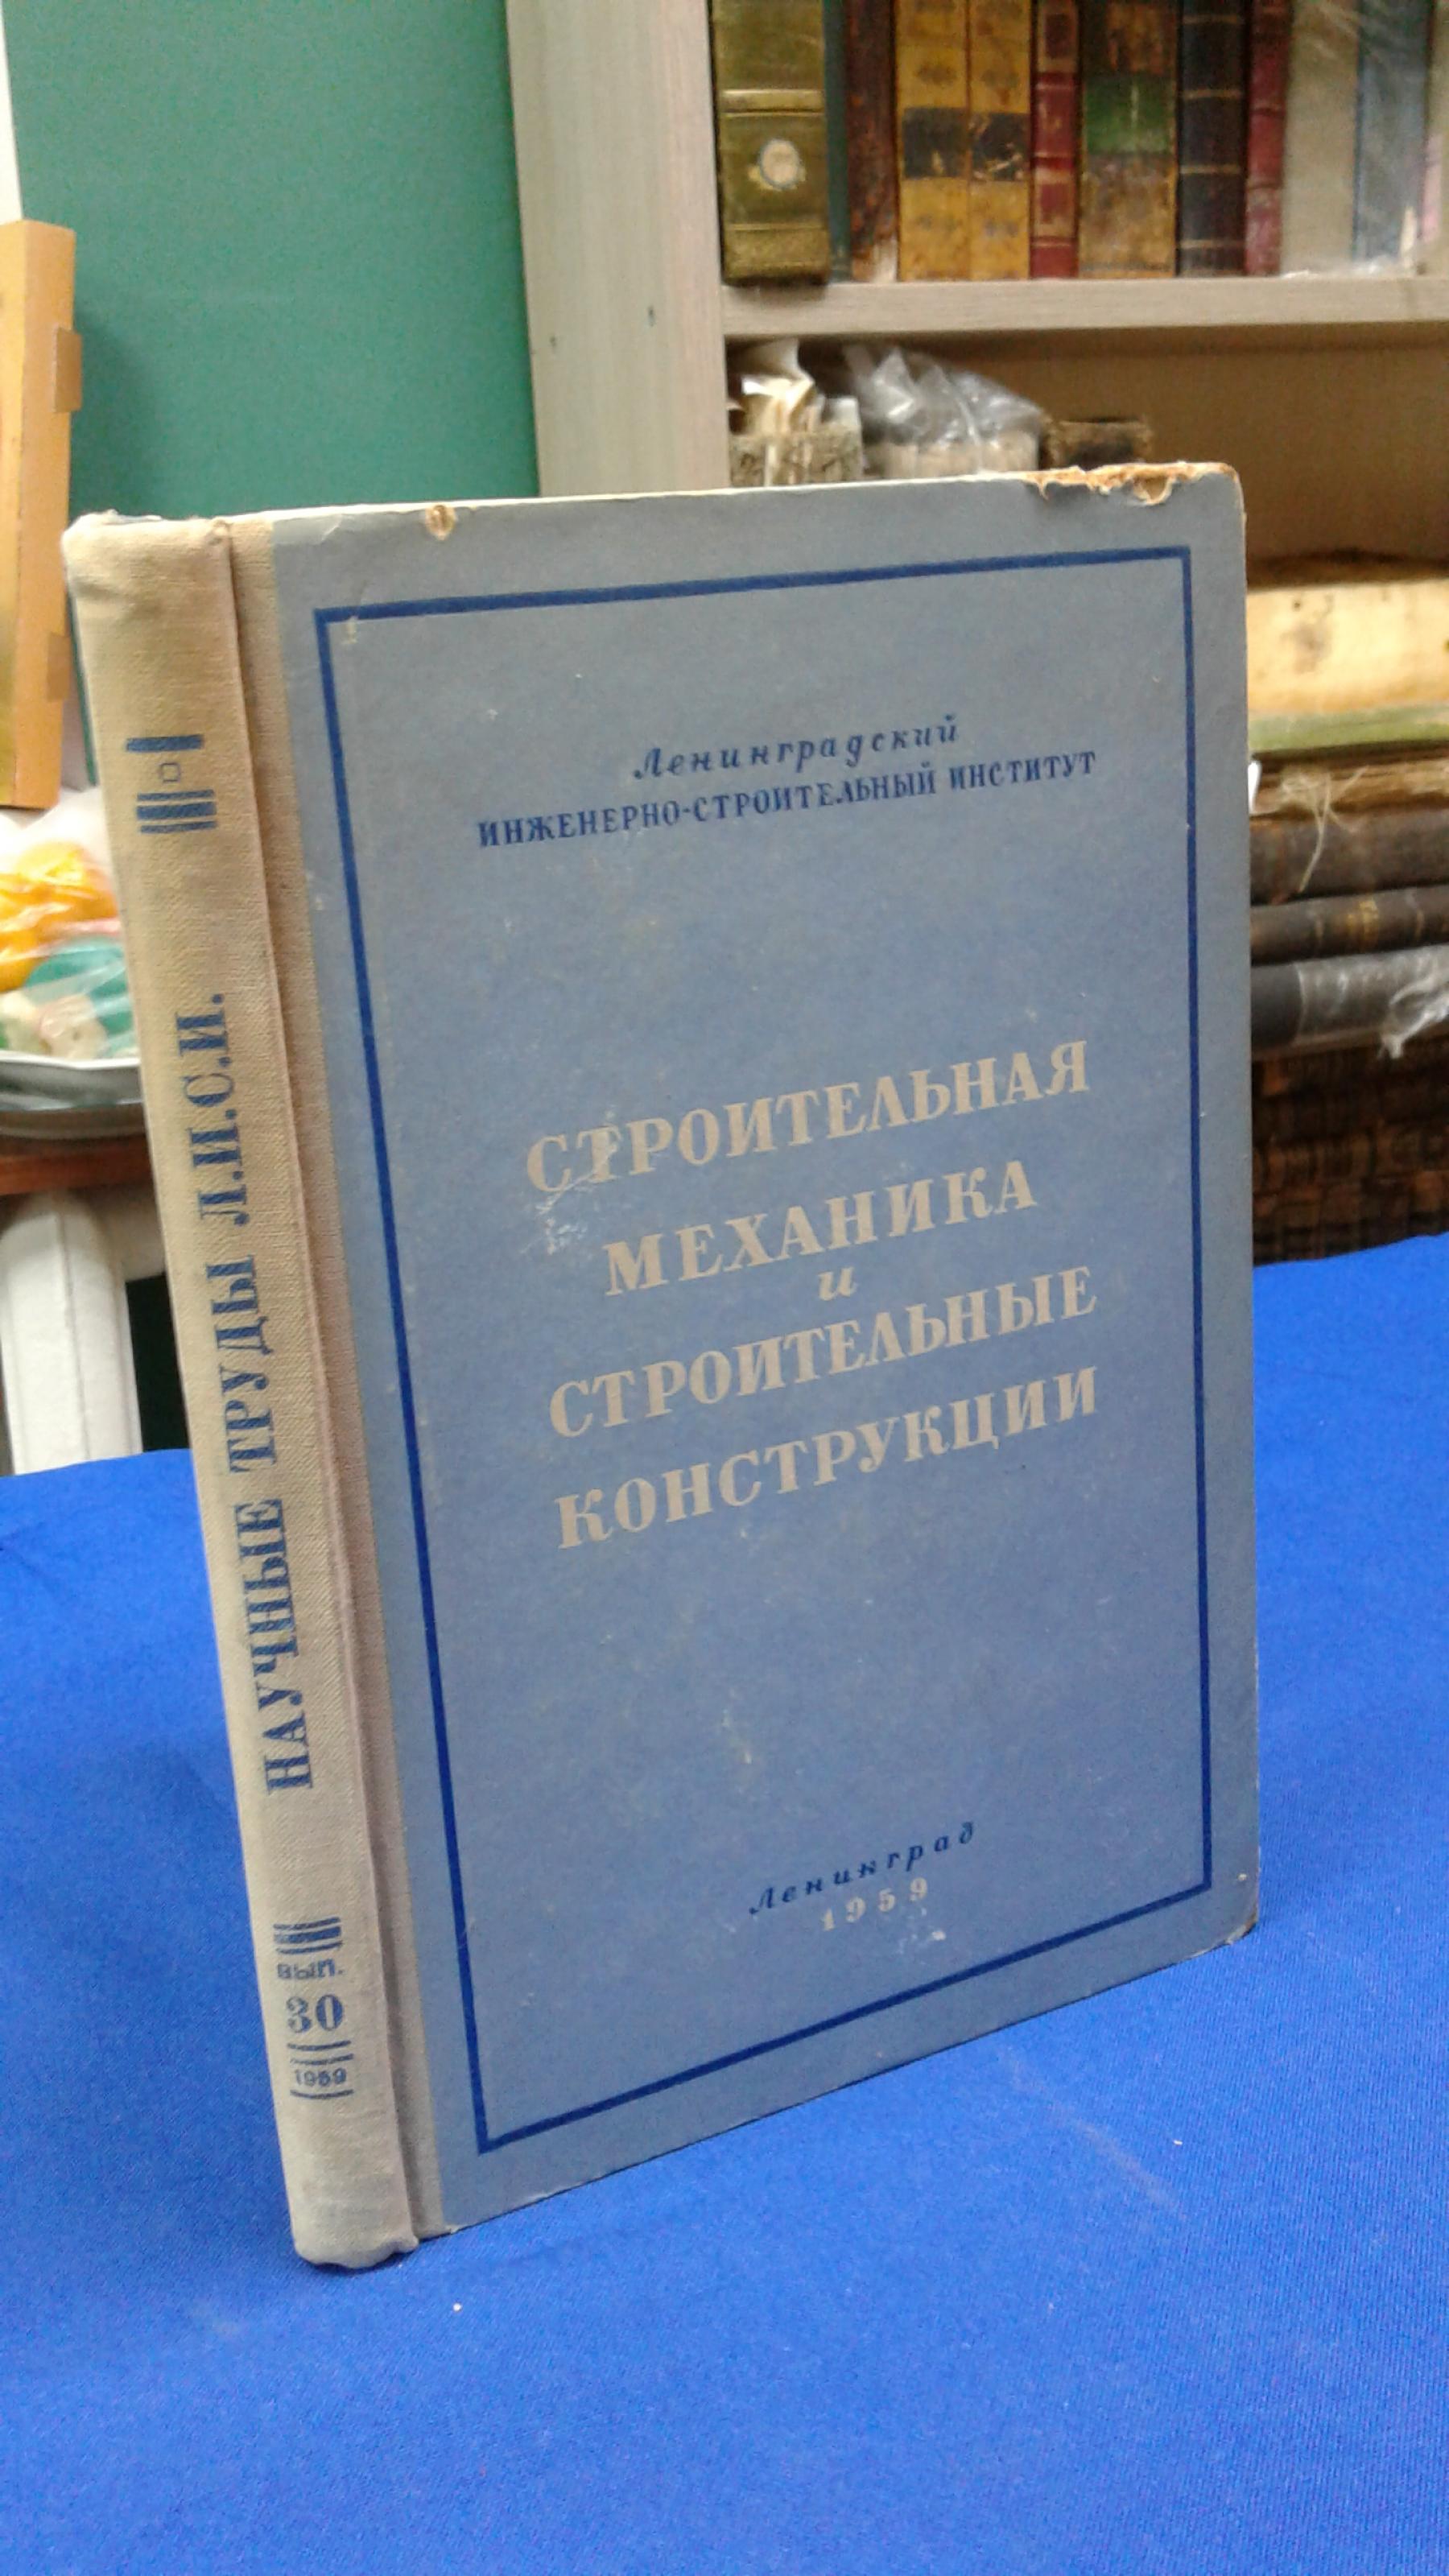 Ленинградский
ИНЖЕНЕРНО-СТРОИТЕЛЬНЫЙ ИНСТИТУТ
СТРОИТЕЛЬНАЯ
МЕХАНИКА
и
СТРОИТЕЛЬНЫЕ
КОНСТРУКЦИИ
Ленинград
1959
НАУЧНЫЕ ТРУДЫ Л.И.С.И.
ВЫП.
30
1959